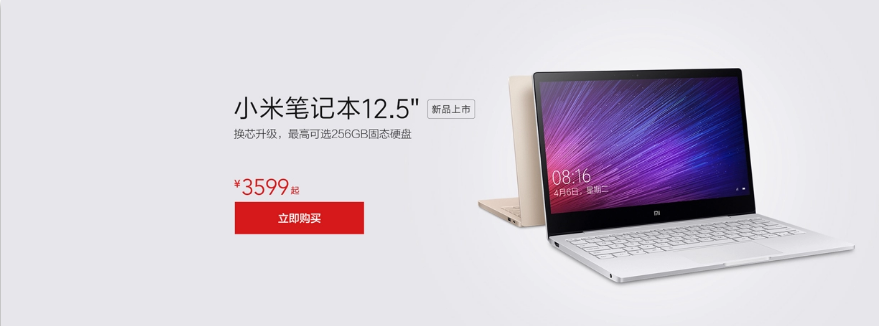 小米笔记本12.5" 新品上市
换芯升级，最高可选256GB固态硬盘
¥3599起
立即购买
08:16
4月6日，星期二
mi